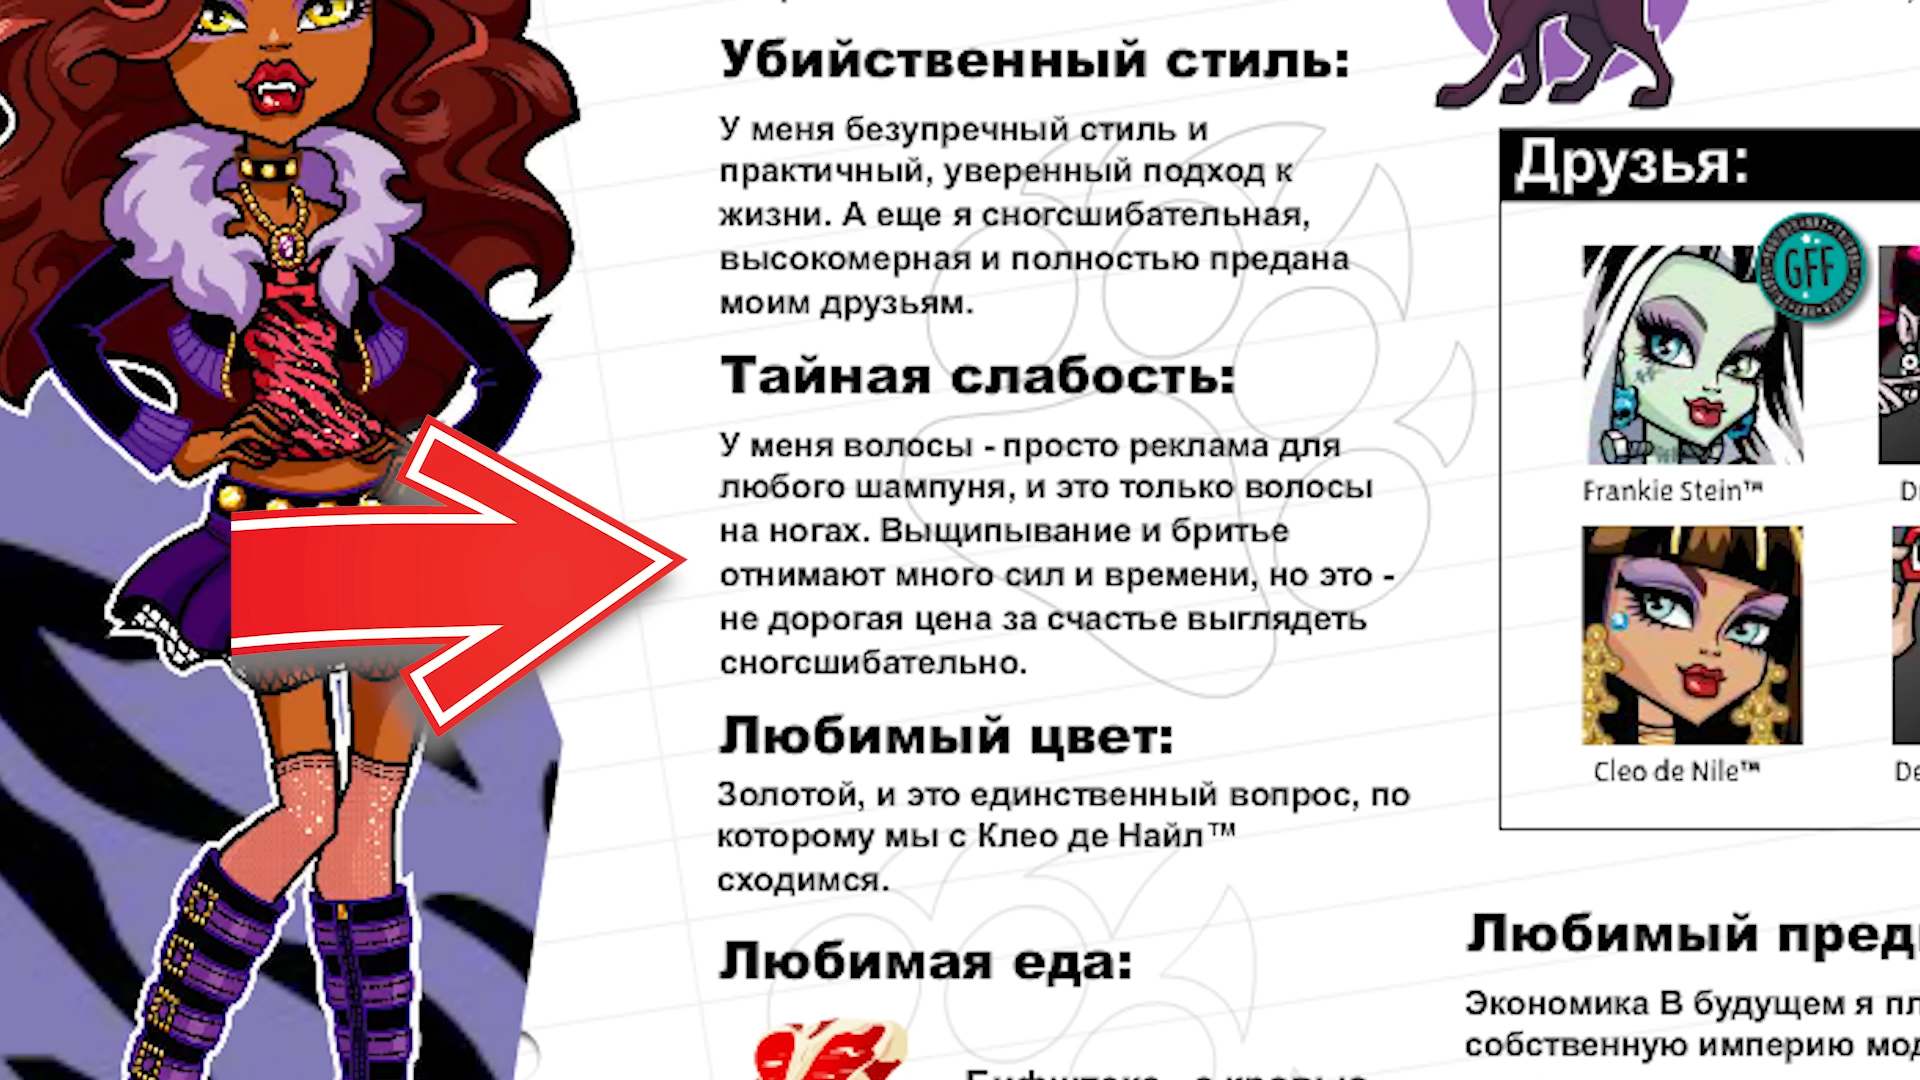 Убийственный стиль:
У меня безупречный стиль и
практичный, уверенный подход к
жизни. А еще я сногсшибательная,
высокомерная и полностью предана
моим друзьям.
Тайная слабость:
У меня волосы - просто реклама для
любого шампуня, и это только волосы
на ногах. Выщипывание и бритье
отнимают много сил и времени, но это -
не дорогая цена за счастье выглядеть
сногсшибательно.
Любимый цвет:
Золотой, и это единственный вопрос, по
которому мы с Клео де Найл™
сходимся.
Любимая еда:
Друзья:
GFF
Frankie Stein™
Cleo de Nile™
Любимый
Экономика В будущем я
собственную империю